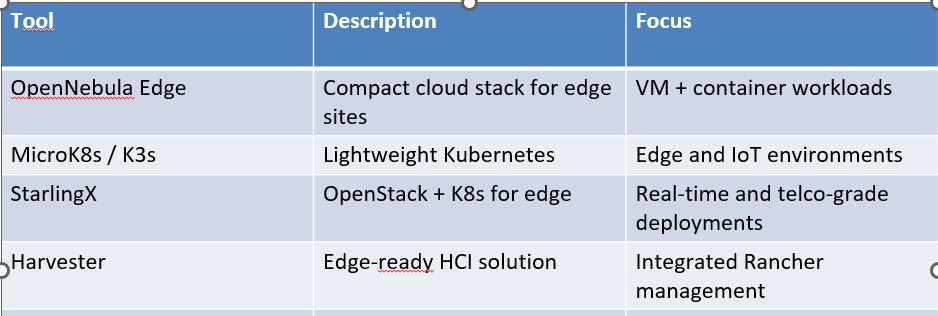 Tool Description Focus
OpenNebula Edge Compact cloud stack for edge VM + container workloads
sites
MicroK8s / K3s Lightweight Kubernetes Edge and IoT environments
StarlingX OpenStack + K8s for edge Real-time and telco-grade
deployments
Harvester Edge-ready HCI solution Integrated Rancher
management